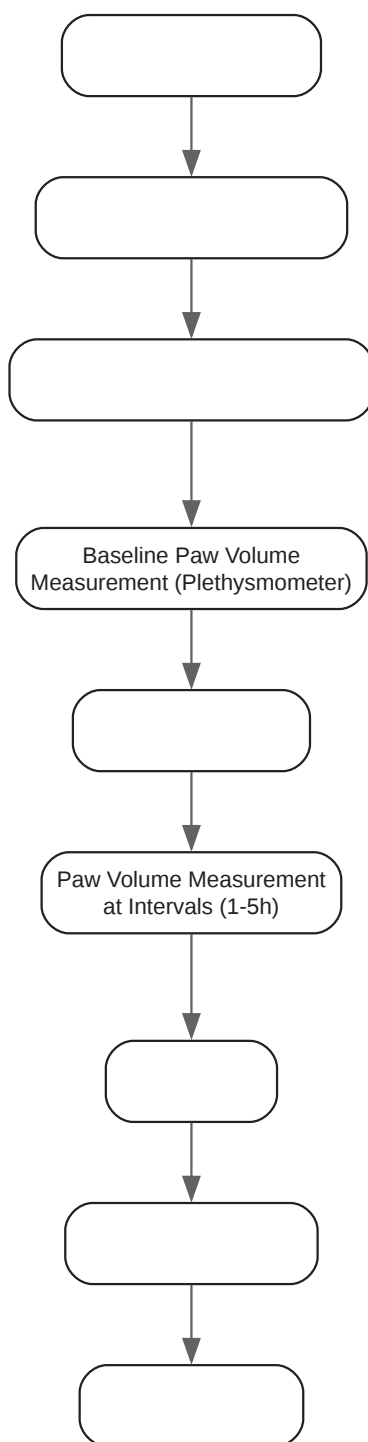 Baseline Paw Volume
Measurement (Plethysmometer)
Paw Volume Measurement
at Intervals (1-5h)